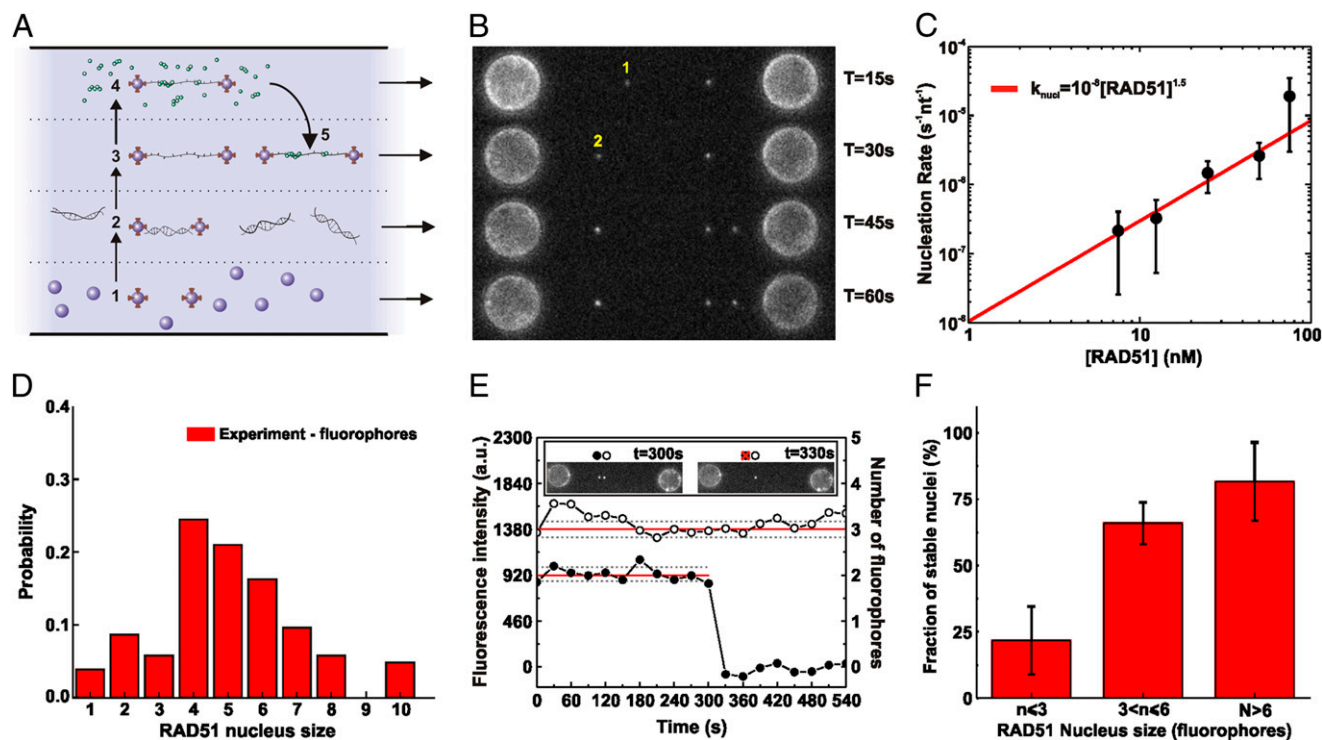 A
4
5
3
2
1
B
1
2
T=15s
T=30s
T=45s
T=60s
C
k_nucl=10^-8[RAD51]^1.5
Nucleation Rate (s^-1nt^-1)
10^-4
10^-5
10^-6
10^-7
10^-8
1 10 100
[RAD51] (nM)
D
Experiment - fluorophores
Probability
0.4
0.3
0.2
0.1
0.0
1 2 3 4 5 6 7 8 9 10
RAD51 nucleus size
E
t=300s
t=330s
Fluorescence intensity (a.u.)
2300
1840
1380
920
460
0
Number of fluorophores
5
4
3
2
1
0
0 60 120 180 240 300 360 420 480 540
Time (s)
F
Fraction of stable nuclei (%)
100
75
50
25
0
n≤3 3<n≤6 N>6
RAD51 Nucleus size (fluorophores)